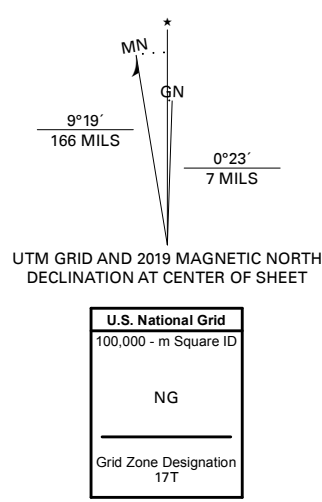 ★
MN
GN
9°19´
166 MILS
0°23´
7 MILS
UTM GRID AND 2019 MAGNETIC NORTH
DECLINATION AT CENTER OF SHEET
U.S. National Grid
100,000 - m Square ID
NG
Grid Zone Designation
17T